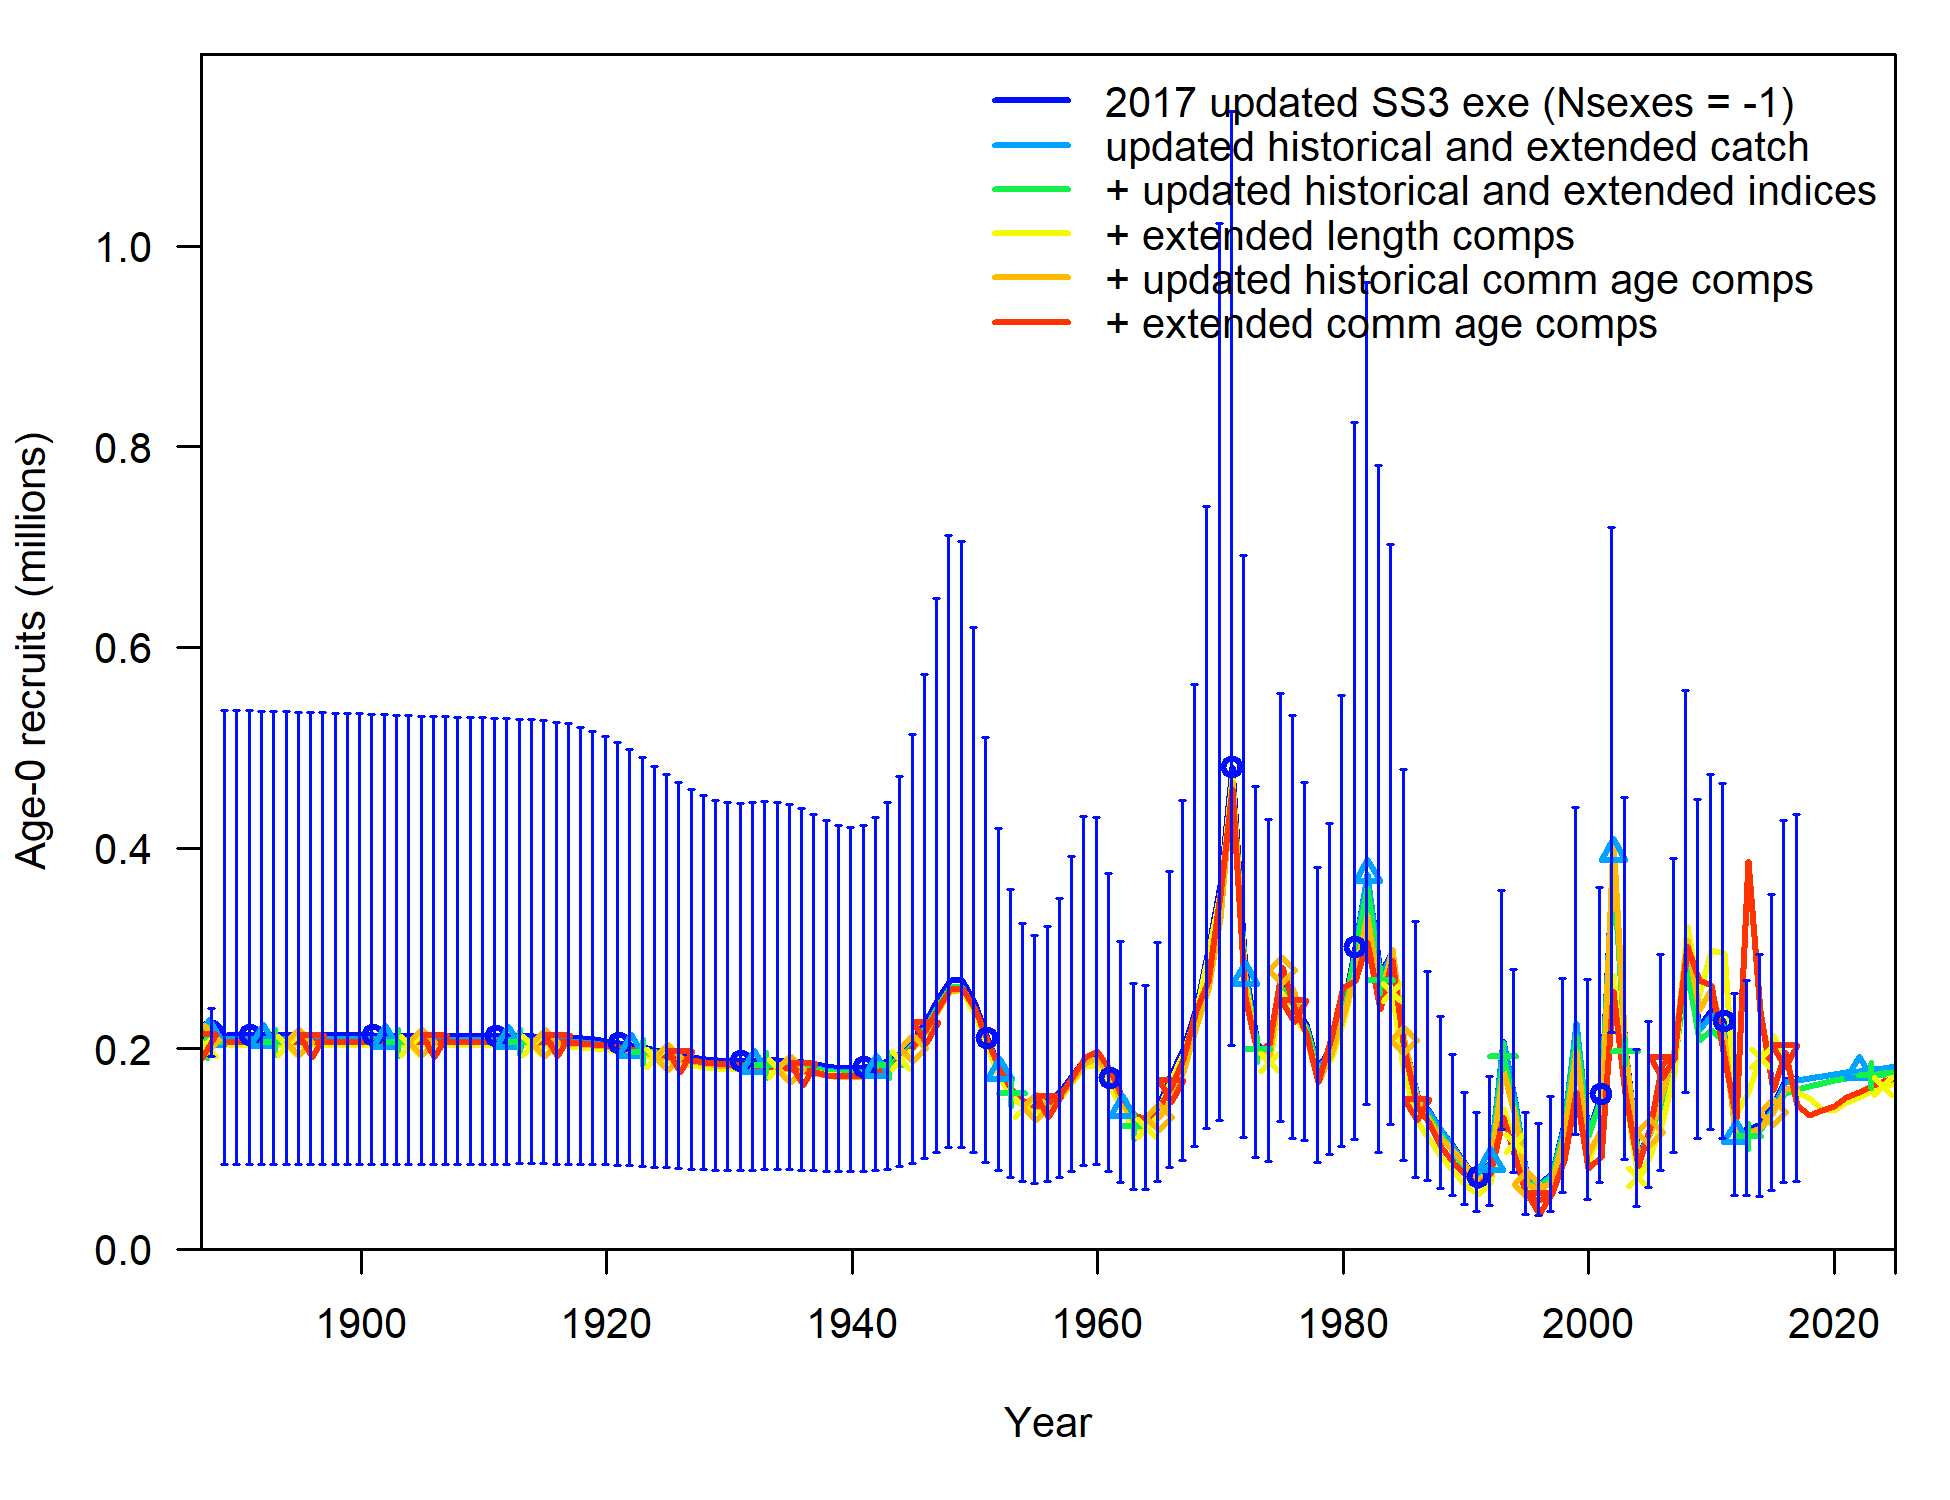 2017 updated SS3 exe (Nsexes = -1)
updated historical and extended catch
+ updated historical and extended indices
+ extended length comps
+ updated historical comm age comps
+ extended comm age comps
Age-0 recruits (millions)
1.0
0.8
0.6
0.4
0.2
0.0
1900 1920 1940 1960 1980 2000 2020
Year